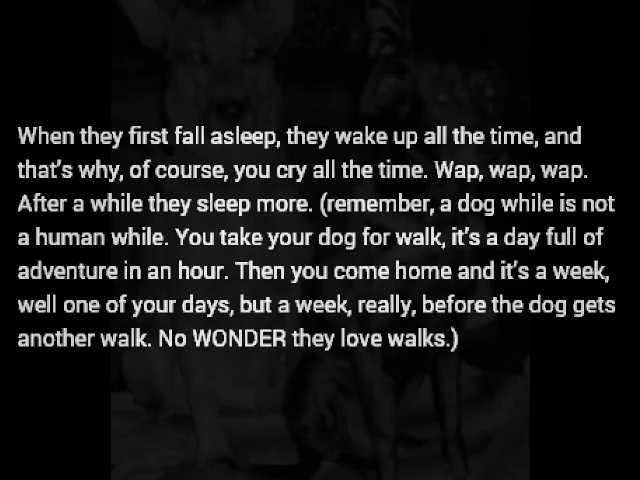 When they first fall asleep, they wake up all the time, and
that's why, of course, you cry all the time. Wap, wap, wap.
After a while they sleep more. (remember, a dog while is not
a human while. You take your dog for walk, it's a day full of
adventure in an hour. Then you come home and it's a week,
well one of your days, but a week, really, before the dog gets
another walk. No WONDER they love walks.)